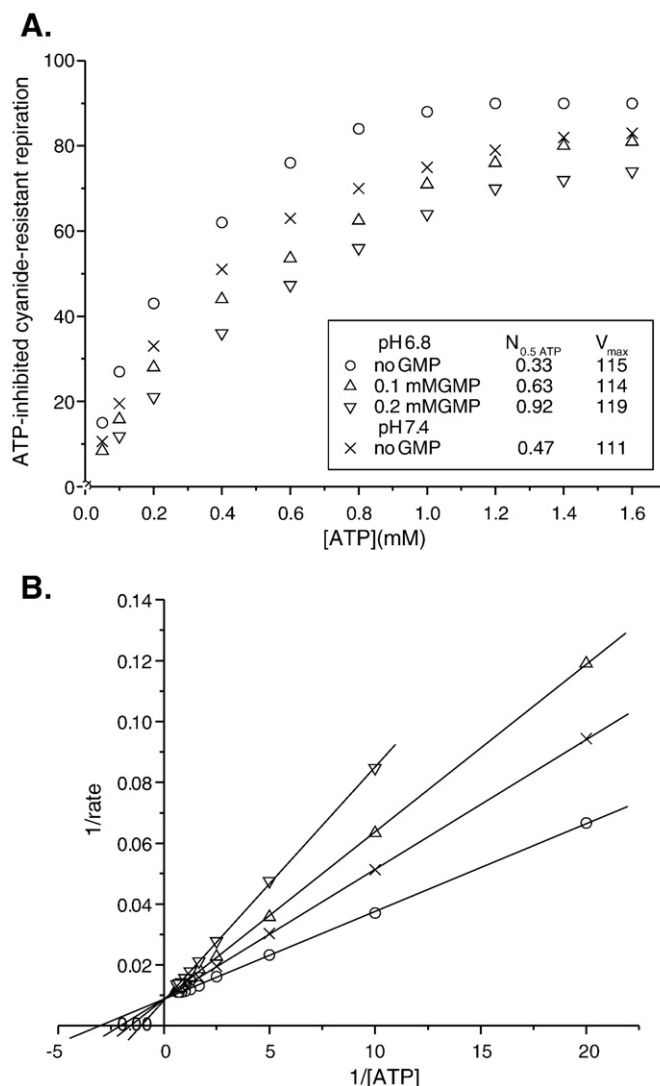 A.
ATP-inhibited cyanide-resistant repiration
100
80
60
40
20
0
0.0 0.2 0.4 0.6 0.8 1.0 1.2 1.4 1.6
[ATP](mM)
pH 6.8 N0.5 ATP Vmax
no GMP 0.33 115
0.1 mMGMP 0.63 114
0.2 mMGMP 0.92 119
pH 7.4
no GMP 0.47 111
B.
1/rate
0.14
0.12
0.10
0.08
0.06
0.04
0.02
0.00
-5 0 5 10 15 20
1/[ATP]